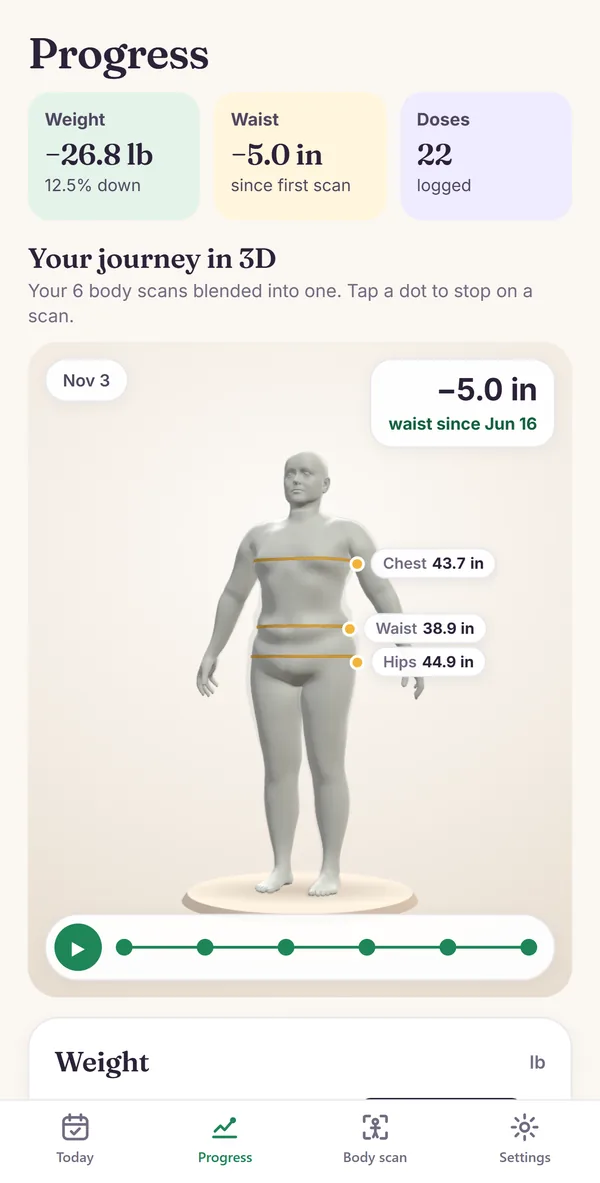 Progress
Weight
−26.8 lb
12.5% down
Waist
−5.0 in
since first scan
Doses
22
logged
Your journey in 3D
Your 6 body scans blended into one. Tap a dot to stop on a
scan.
Nov 3
−5.0 in
waist since Jun 16
Chest 43.7 in
Waist 38.9 in
Hips 44.9 in
Weight
lb
Today
Progress
Body scan
Settings